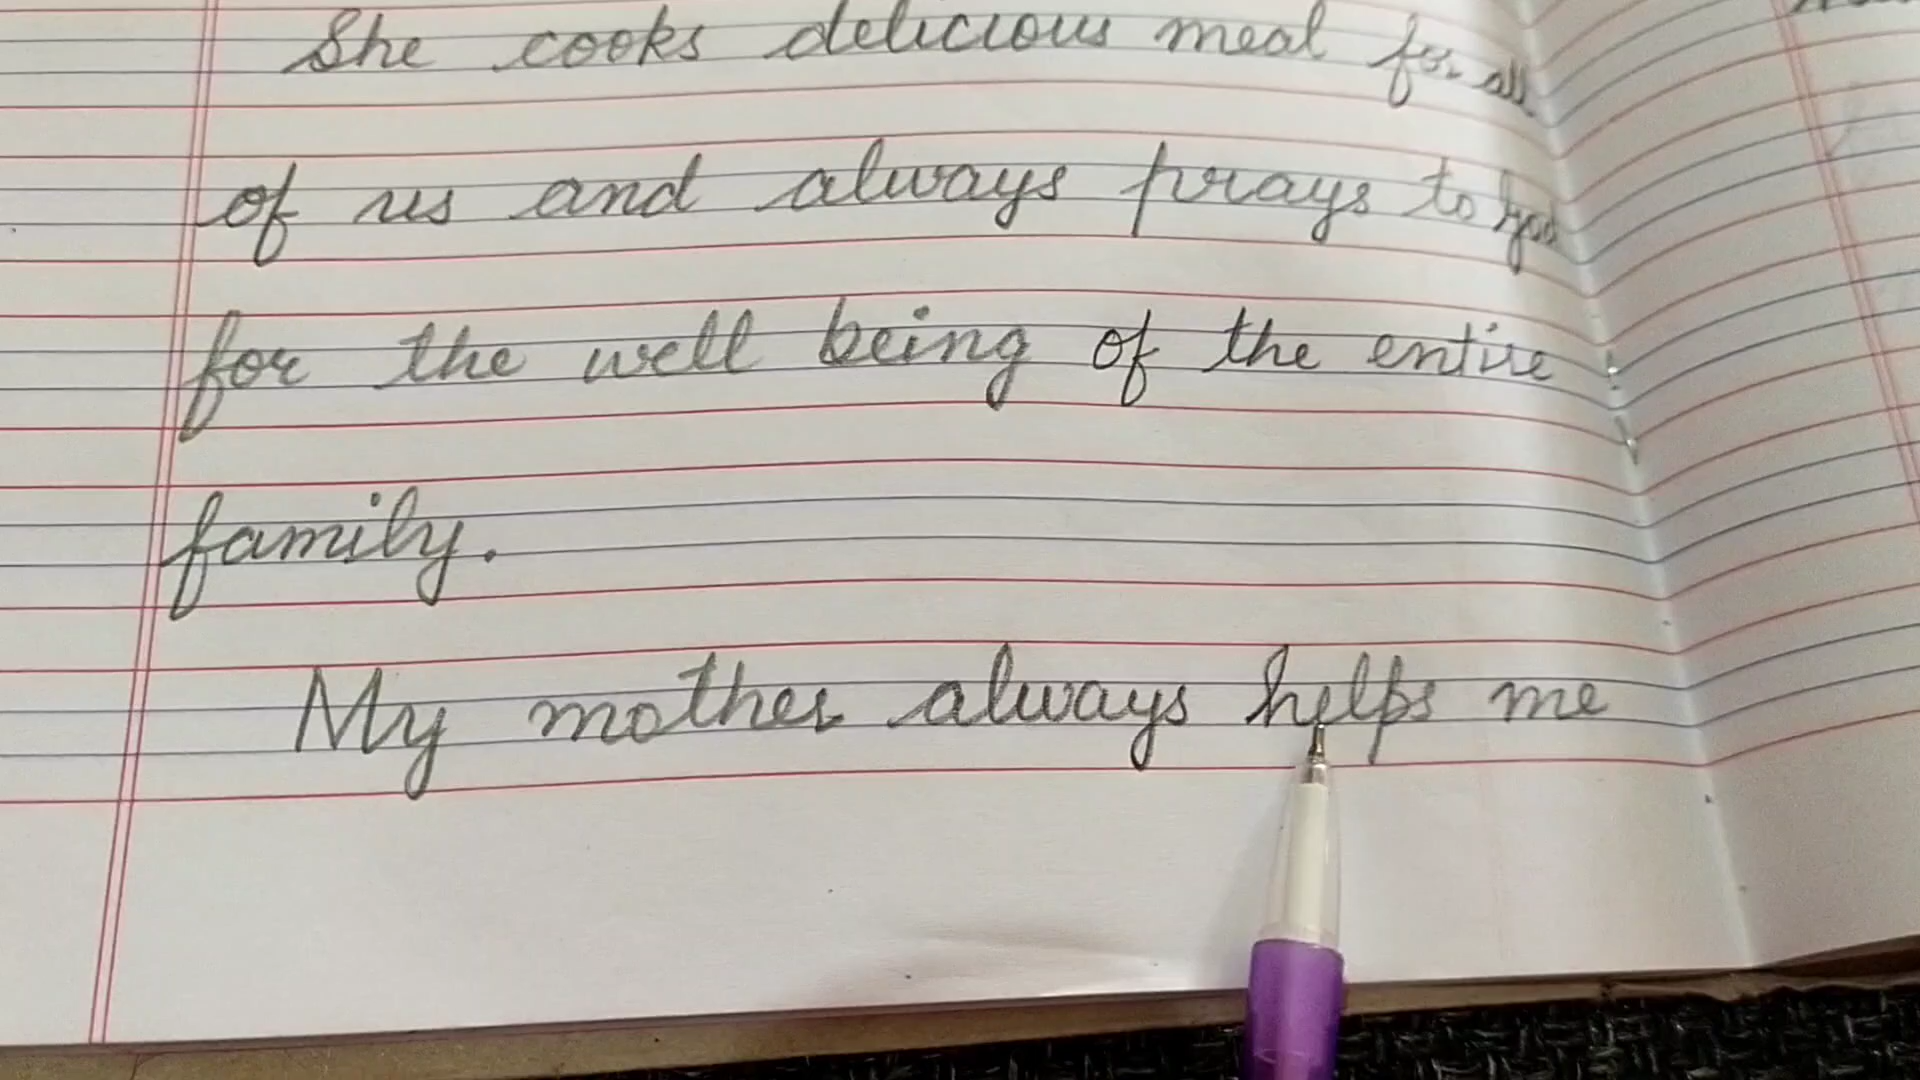 She cooks delicious meal for all
of us and always prays to God
for the well being of the entire
family.
My mother always helps me